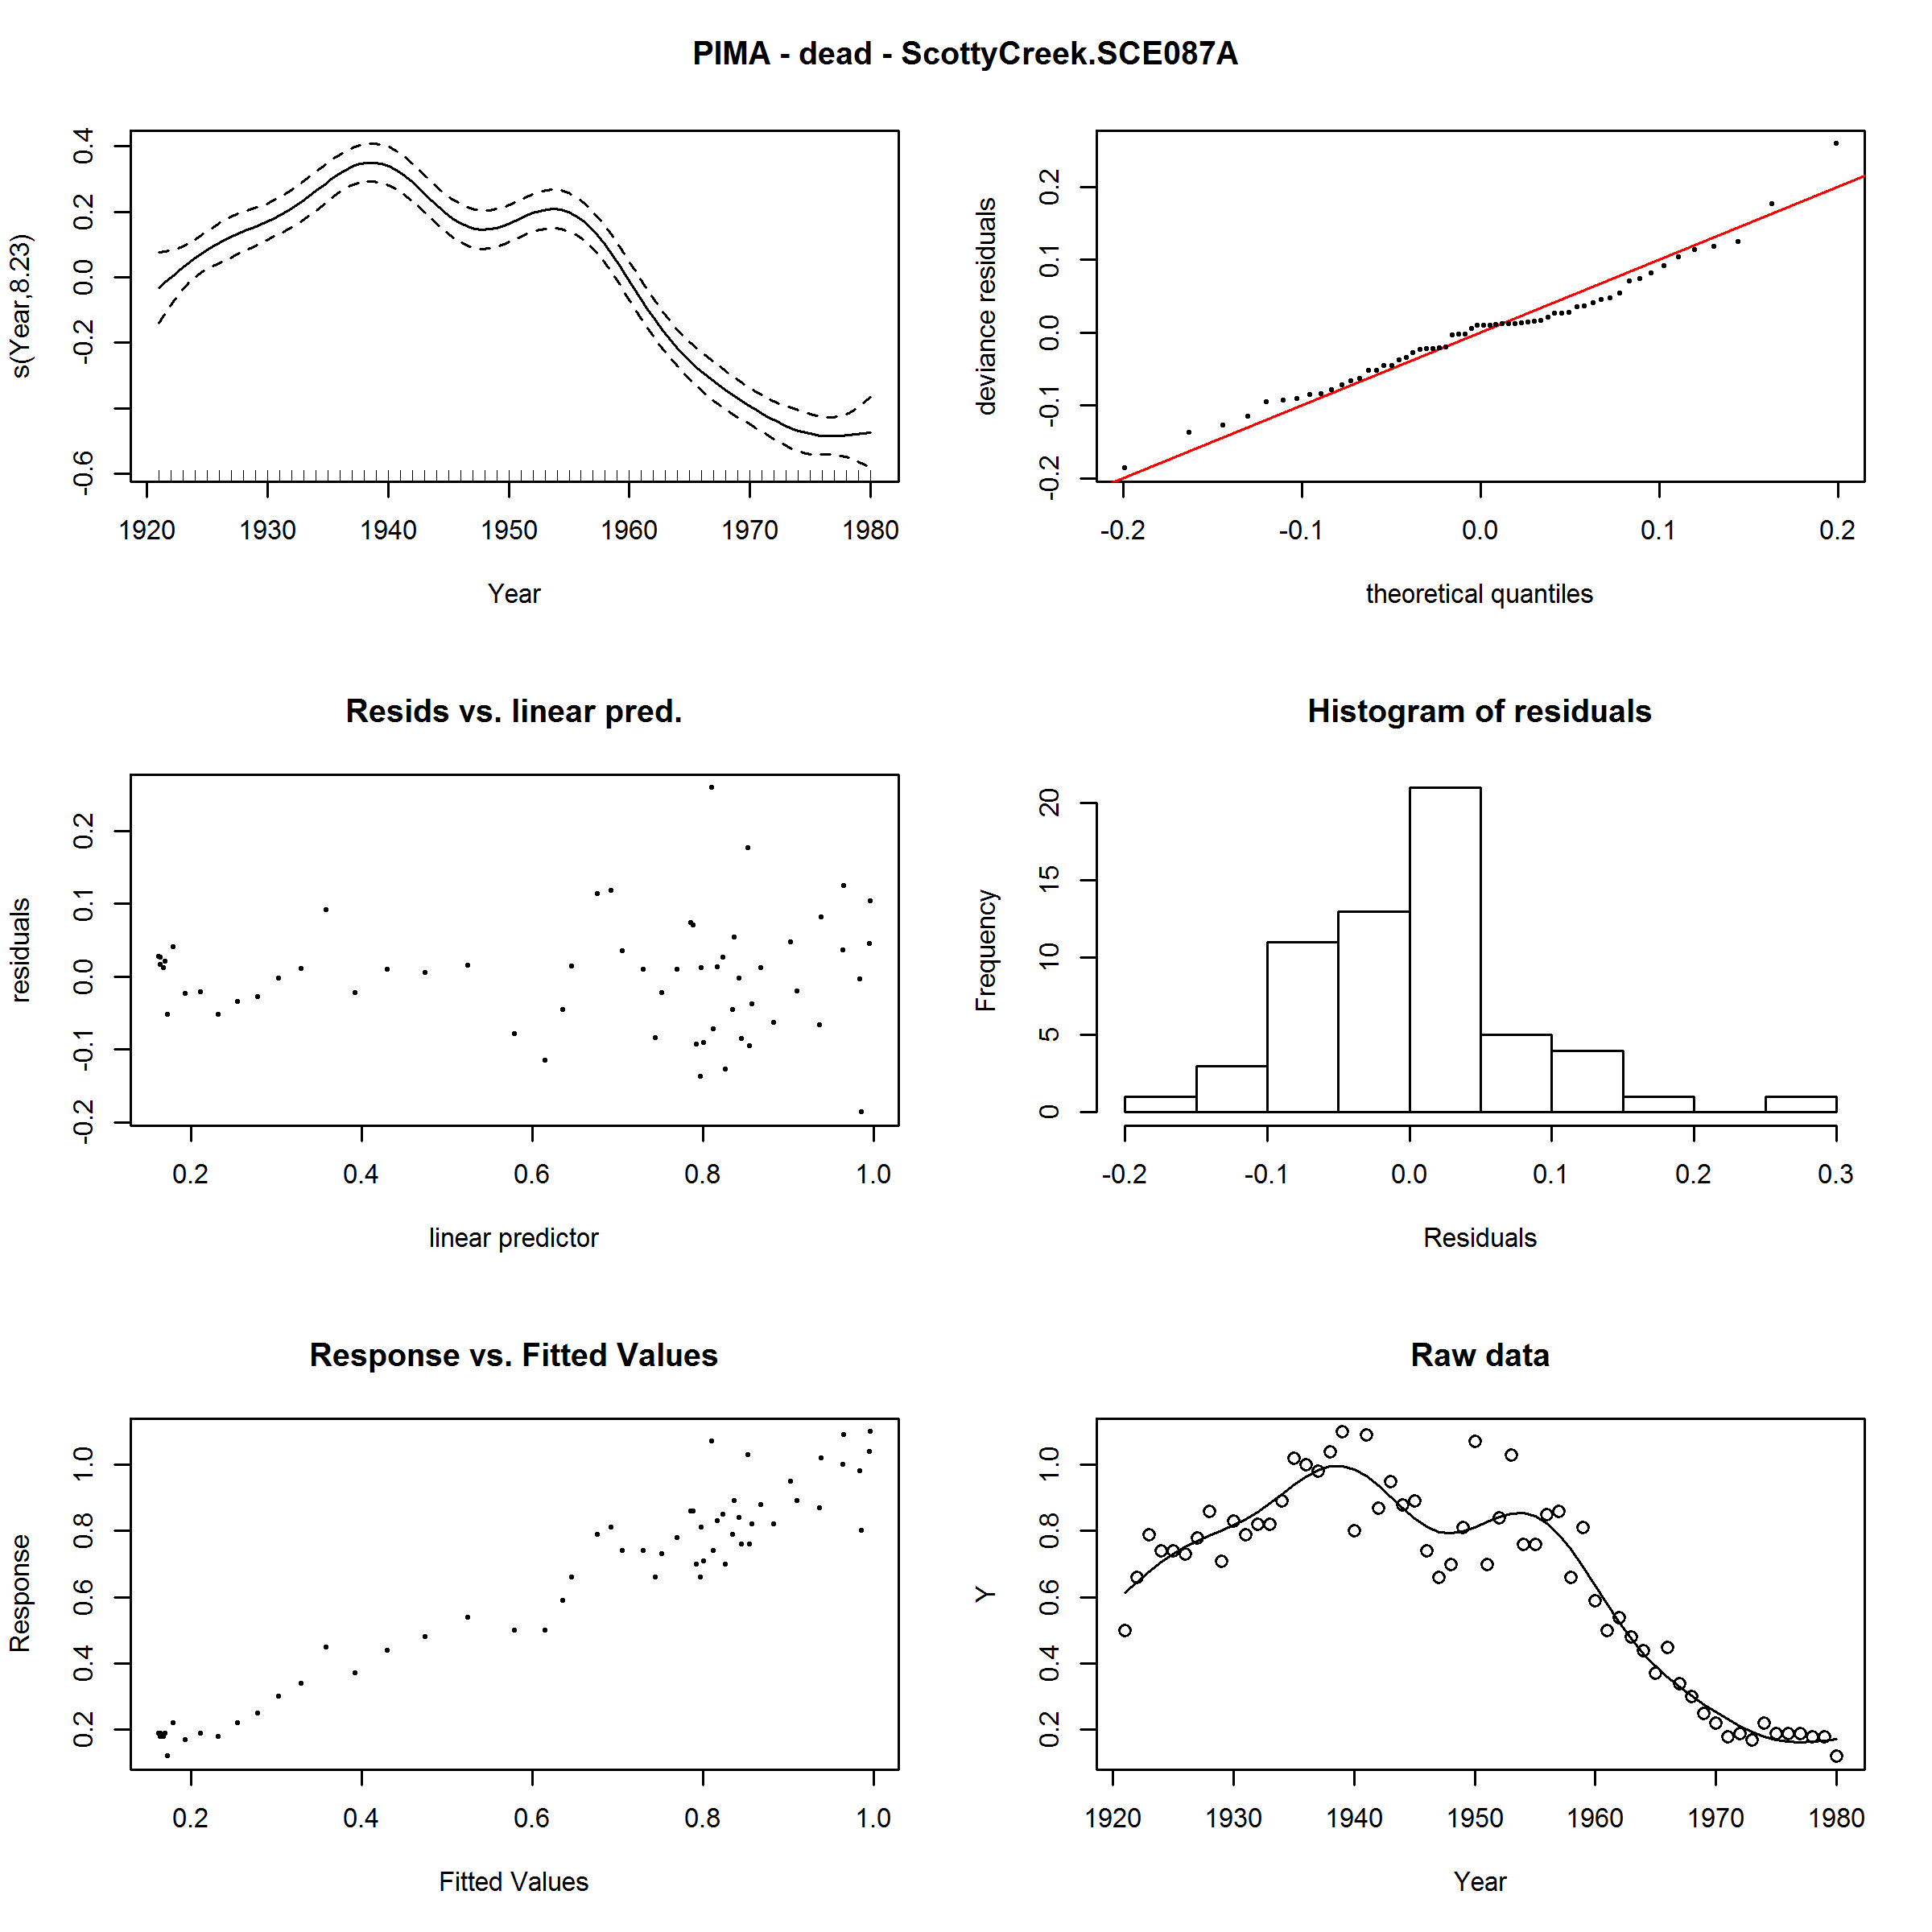 PIMA - dead - ScottyCreek.SCE087A
s(Year,8.23)
0.4
0.2
0.0
-0.2
-0.6
1920 1930 1940 1950 1960 1970 1980
Year
deviance residuals
0.2
0.1
0.0
-0.1
-0.2
-0.2 -0.1 0.0 0.1 0.2
theoretical quantiles
Resids vs. linear pred.
residuals
0.2
0.1
0.0
-0.1
-0.2
0.2 0.4 0.6 0.8 1.0
linear predictor
Histogram of residuals
Frequency
20
15
10
5
0
-0.2 -0.1 0.0 0.1 0.2 0.3
Residuals
Response vs. Fitted Values
Response
1.0
0.8
0.6
0.4
0.2
0.2 0.4 0.6 0.8 1.0
Fitted Values
Raw data
Y
1.0
0.8
0.6
0.4
0.2
1920 1930 1940 1950 1960 1970 1980
Year